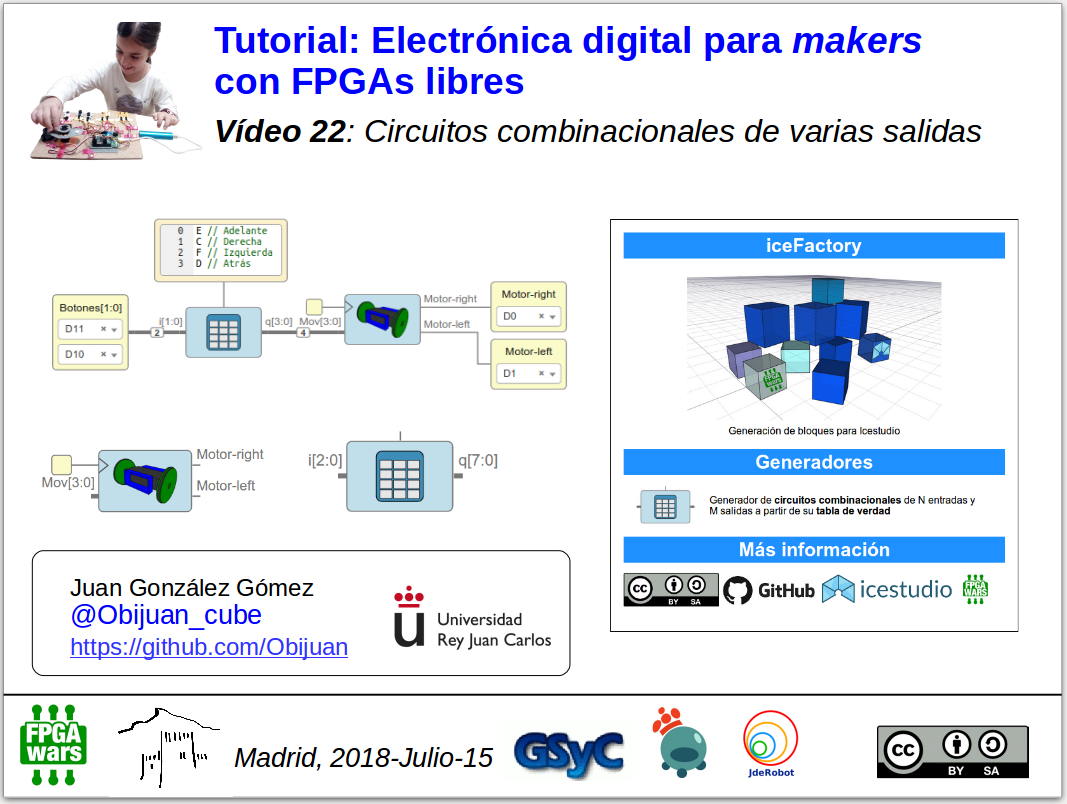 Tutorial: Electrónica digital para makers
con FPGAs libres
Vídeo 22: Circuitos combinacionales de varias salidas
0 E // Adelante
1 C // Derecha
2 F // Izquierda
3 D // Atrás
Botones[1:0]
D11
D10
2
i[1:0]
q[3:0]
4
Mov[3:0]
Motor-right
Motor-left
Motor-right
D0
Motor-left
D1
Mov[3:0]
Motor-right
Motor-left
i[2:0]
q[7:0]
iceFactory
FPGA
WARS
Generación de bloques para Icestudio
Generadores
Generador de circuitos combinacionales de N entradas y
M salidas a partir de su tabla de verdad
Más información
cc BY SA
GitHub
icestudio
FPGA
WARS
Juan González Gómez
@Obijuan_cube
https://github.com/Obijuan
u
Universidad
Rey Juan Carlos
FPGA
wars
Madrid, 2018-Julio-15
GSyC
JdeRobot
cc BY SA